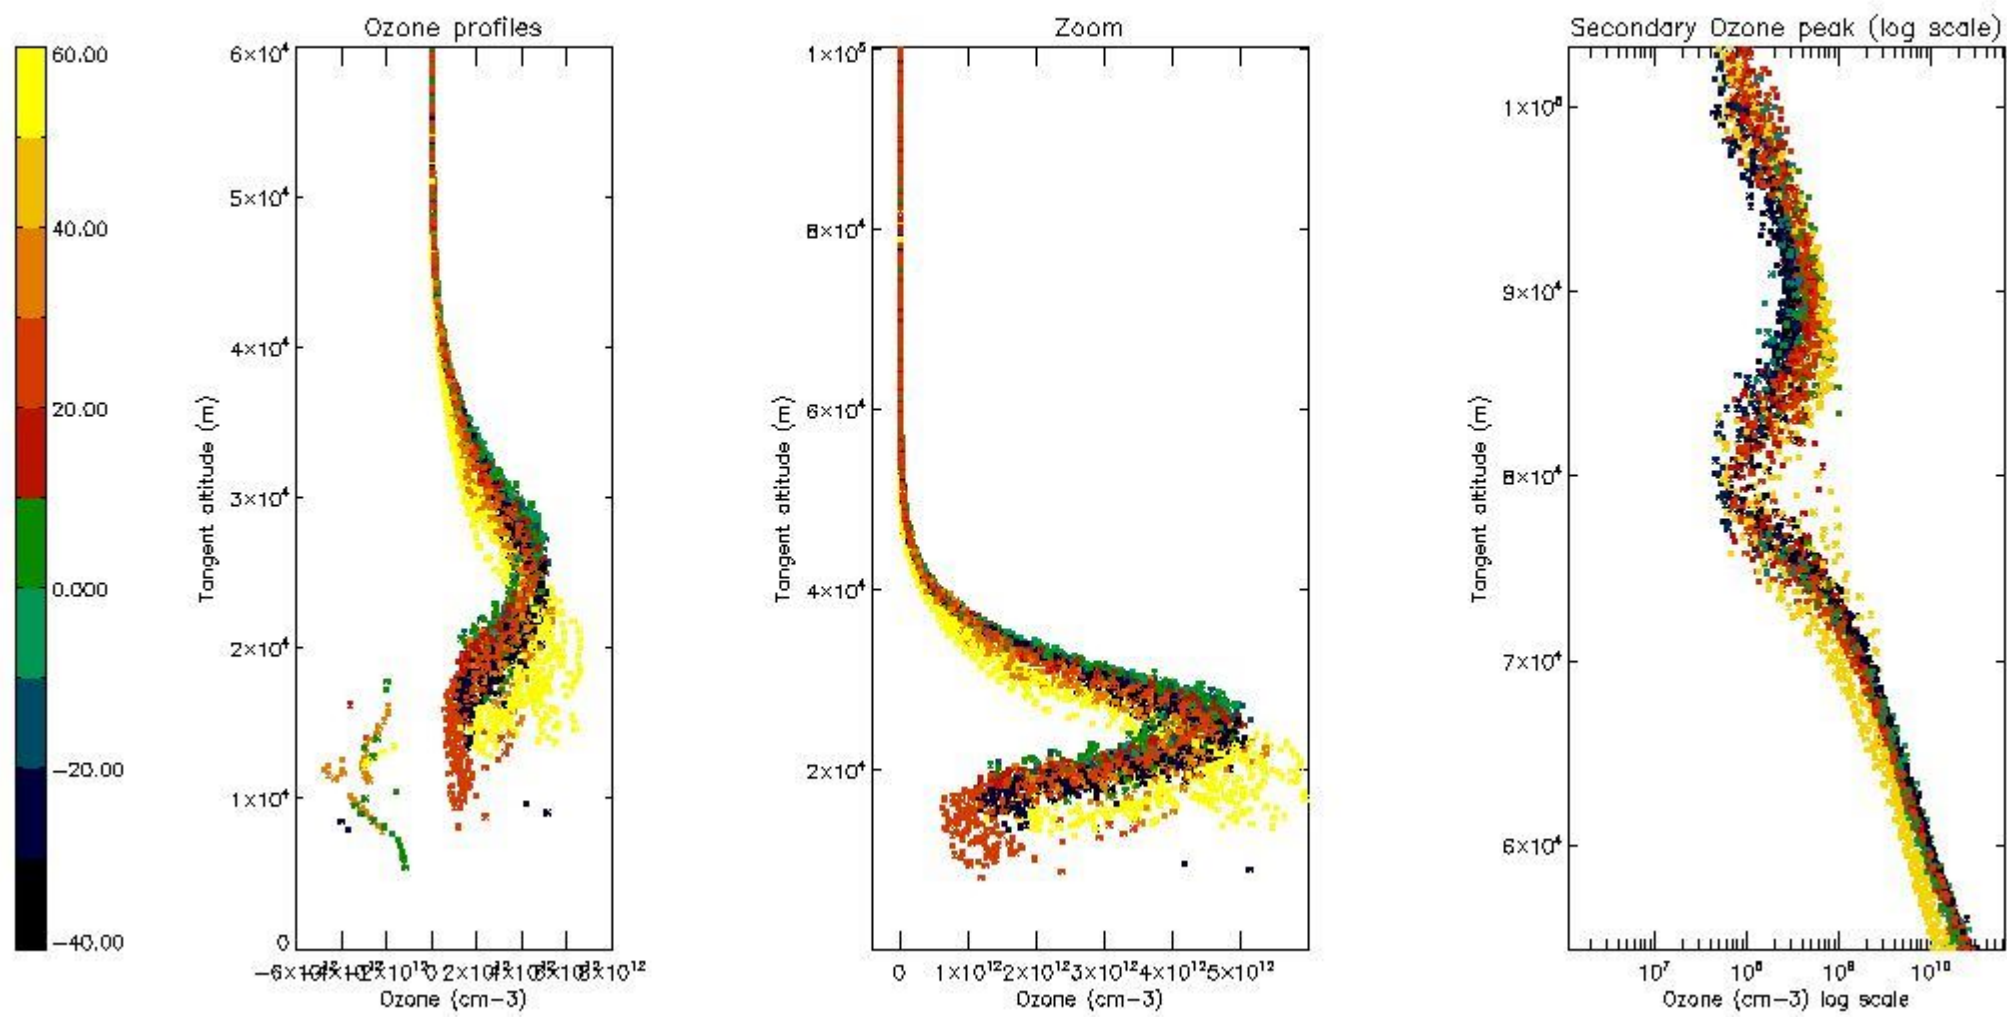 Ozone profiles
Zoom
Secondary Ozone peak (log scale)
60.00
40.00
20.00
0.000
-20.00
-40.00
6×10⁴
5×10⁴
4×10⁴
3×10⁴
2×10⁴
1×10⁴
0
Tangent altitude (m)
0
Ozone (cm-3)
1×10⁵
8×10⁴
6×10⁴
4×10⁴
2×10⁴
Tangent altitude (m)
0 1×10¹² 2×10¹² 3×10¹² 4×10¹² 5×10¹²
Ozone (cm-3)
9×10⁴
8×10⁴
7×10⁴
6×10⁴
Tangent altitude (m)
10⁷ 10⁸ 10⁹ 10¹⁰
Ozone (cm-3) log scale